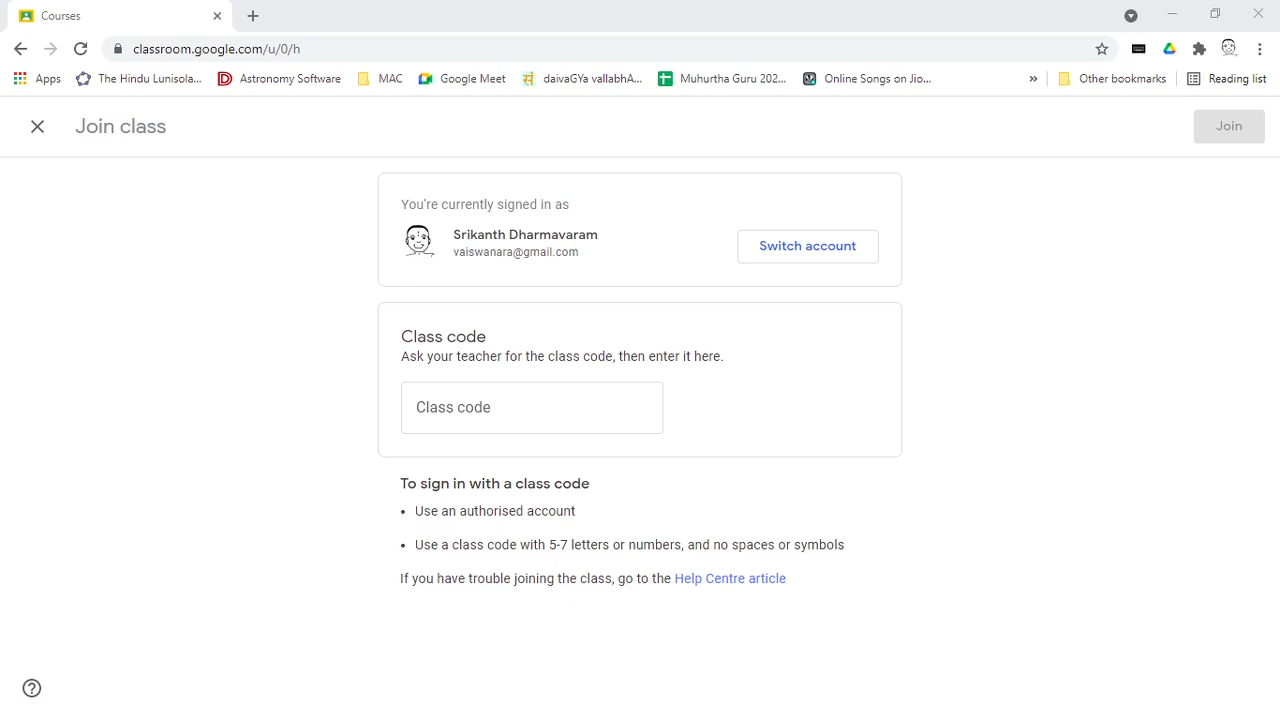 Courses
classroom.google.com/u/0/h
Apps
The Hindu Lunisola...
Astronomy Software
MAC
Google Meet
daivaGYa vallabhA...
Muhurtha Guru 202...
Online Songs on Jio...
»
Other bookmarks
Reading list
Join class
Join
You're currently signed in as
Srikanth Dharmavaram
vaiswanara@gmail.com
Switch account
Class code
Ask your teacher for the class code, then enter it here.
Class code
To sign in with a class code
• Use an authorised account
• Use a class code with 5-7 letters or numbers, and no spaces or symbols
If you have trouble joining the class, go to the Help Centre article